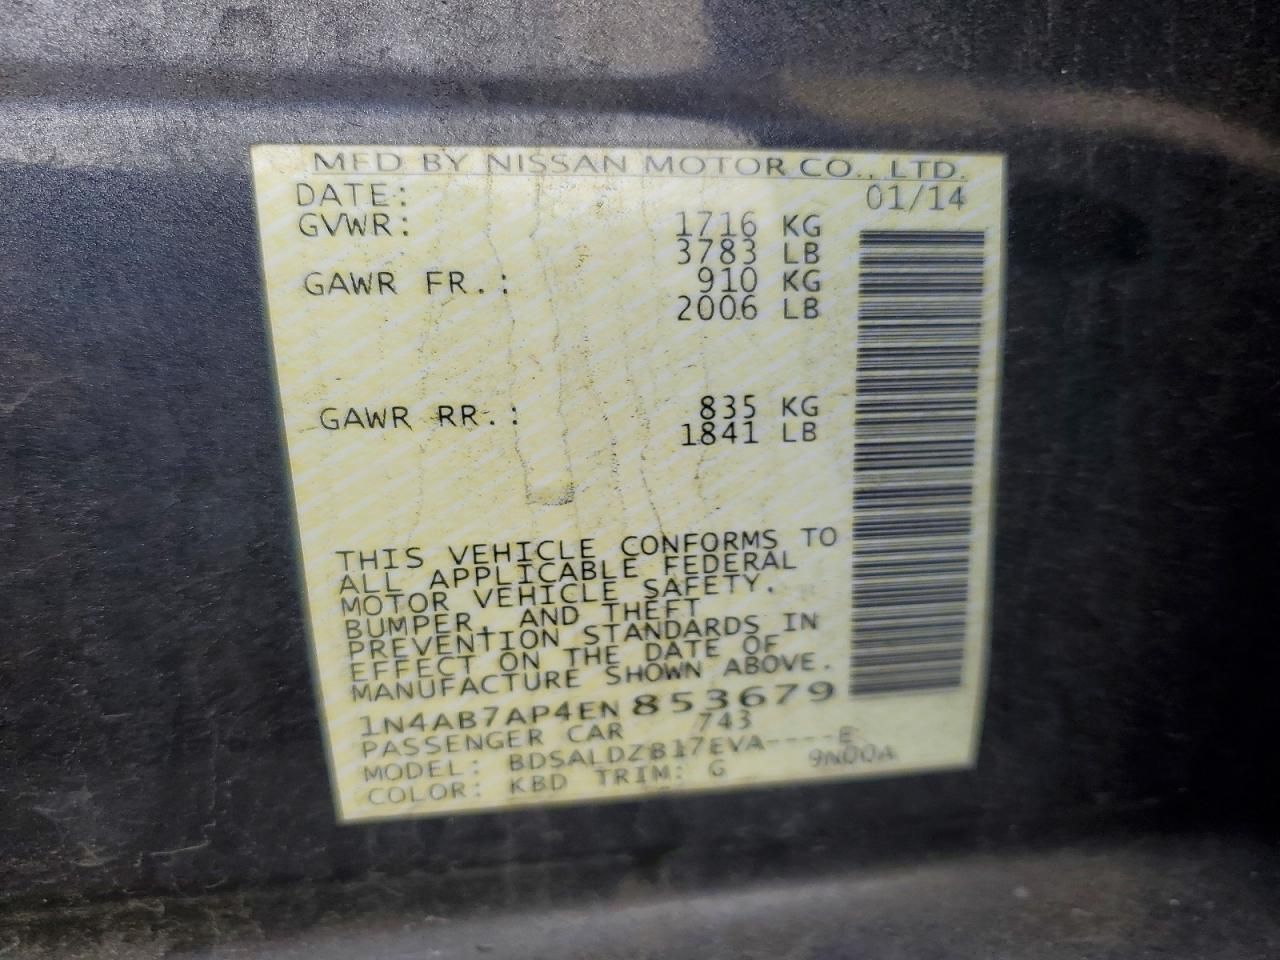 MFD BY NISSAN MOTOR CO., LTD.
DATE: 01/14
GVWR: 1716 KG
3783 LB
GAWR FR.: 910 KG
2006 LB
GAWR RR.: 835 KG
1841 LB
THIS VEHICLE CONFORMS TO
ALL APPLICABLE FEDERAL
MOTOR VEHICLE SAFETY.
BUMPER, AND THEFT
PREVENTION STANDARDS IN
EFFECT ON THE DATE OF
MANUFACTURE SHOWN ABOVE.
1N4AB7AP4EN853679
PASSENGER CAR 743
MODEL: BDSALDZB17EVA----E
COLOR: KBD TRIM: G 9N00A